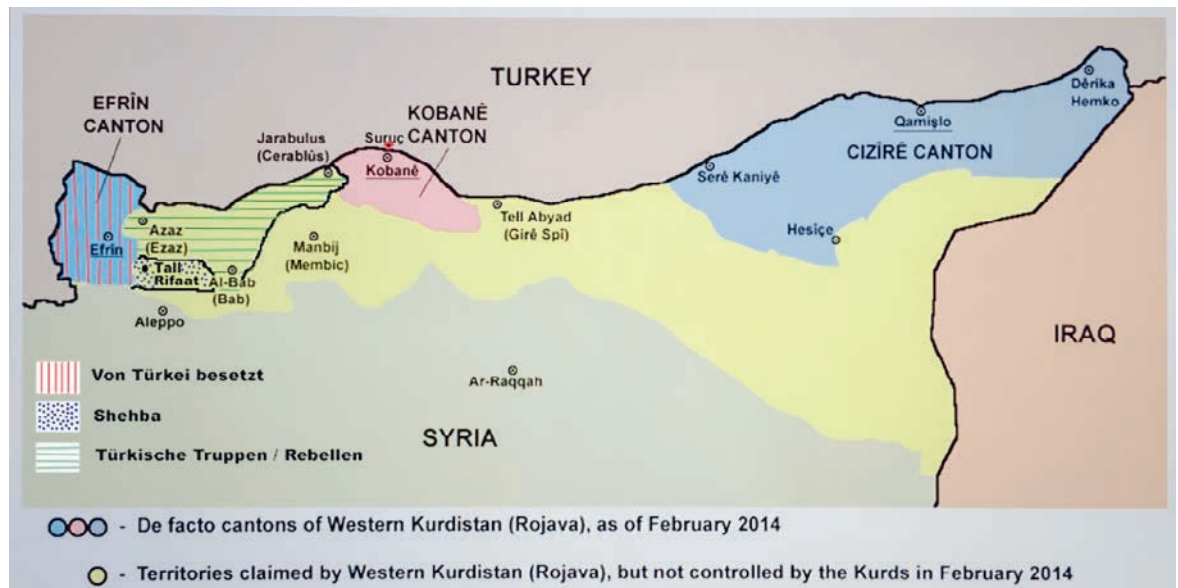 TURKEY
EFRÎN
CANTON
KOBANÊ
CANTON
Jarabulus
(Cerablûs)
Suruç
Kobanê
Dêrika
Hemko
Qamişlo
CIZÎRÊ CANTON
Serê Kaniyê
Azaz
(Ezaz)
Efrîn
Tall
Rifaat
Al-Bab
(Bab)
Manbij
(Membic)
Tell Abyad
(Girê Spî)
Hesîçe
Aleppo
IRAQ
Ar-Raqqah
SYRIA
Von Türkei besetzt
Shehba
Türkische Truppen / Rebellen
- De facto cantons of Western Kurdistan (Rojava), as of February 2014
- Territories claimed by Western Kurdistan (Rojava), but not controlled by the Kurds in February 2014